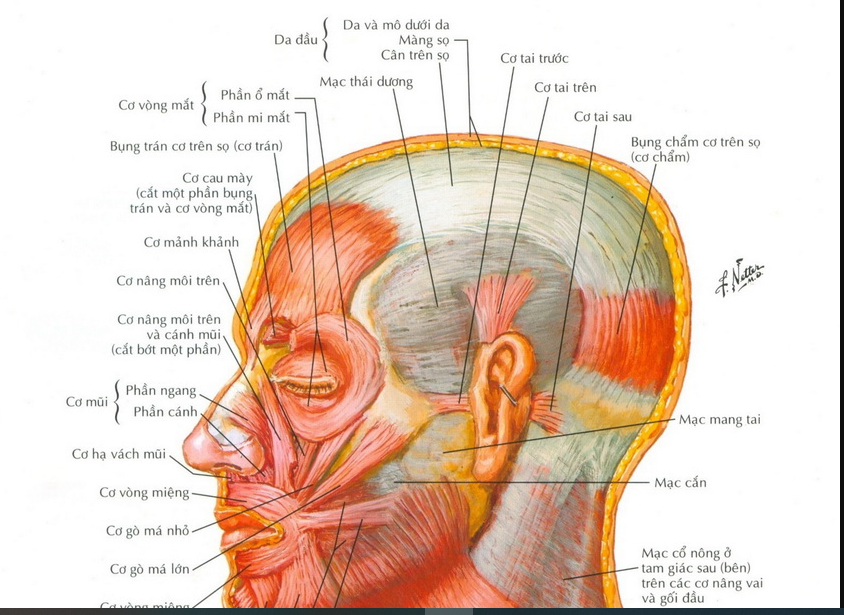 Da đầu
Da và mô dưới da
Màng sọ
Cân trên sọ
Cơ tai trước
Mạc thái dương
Cơ tai trên
Cơ vòng mắt
Phần ổ mắt
Phần mi mắt
Cơ tai sau
Bụng trán cơ trên sọ (cơ trán)
Bụng chẩm cơ trên sọ
(cơ chẩm)
Cơ cau mày
(cắt một phần bụng
trán và cơ vòng mắt)
Cơ mảnh khảnh
Cơ nâng môi trên
F. Netter
M.D.
Cơ nâng môi trên
và cánh mũi
(cắt bớt một phần)
Cơ mũi
Phần ngang
Phần cánh
Mạc mang tai
Cơ hạ vách mũi
Mạc cắn
Cơ vòng miệng
Cơ gò má nhỏ
Cơ gò má lớn
Mạc cổ nông ở
tam giác sau (bên)
trên các cơ nâng vai
và gối đầu
Cơ vòng miệng